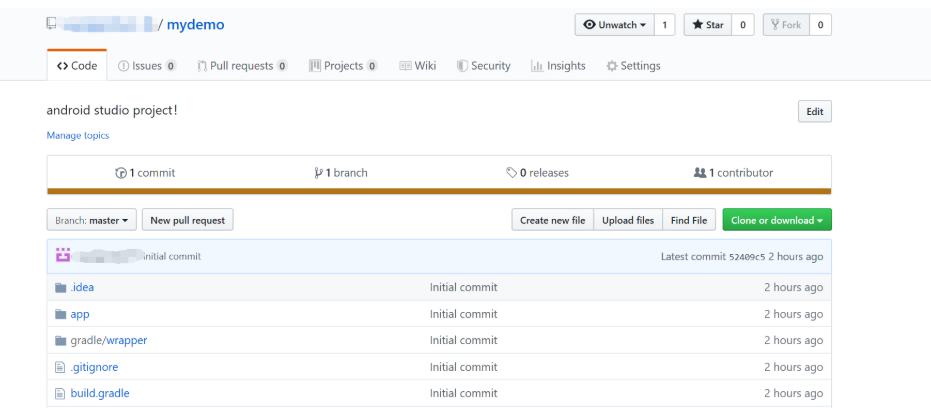 / mydemo Unwatch 1 Star 0 Fork 0
Code Issues 0 Pull requests 0 Projects 0 Wiki Security Insights Settings
android studio project! Edit
Manage topics
1 commit 1 branch 0 releases 1 contributor
Branch: master New pull request Create new file Upload files Find File Clone or download
Initial commit Latest commit 52409c5 2 hours ago
.idea Initial commit 2 hours ago
app Initial commit 2 hours ago
gradle/wrapper Initial commit 2 hours ago
.gitignore Initial commit 2 hours ago
build.gradle Initial commit 2 hours ago